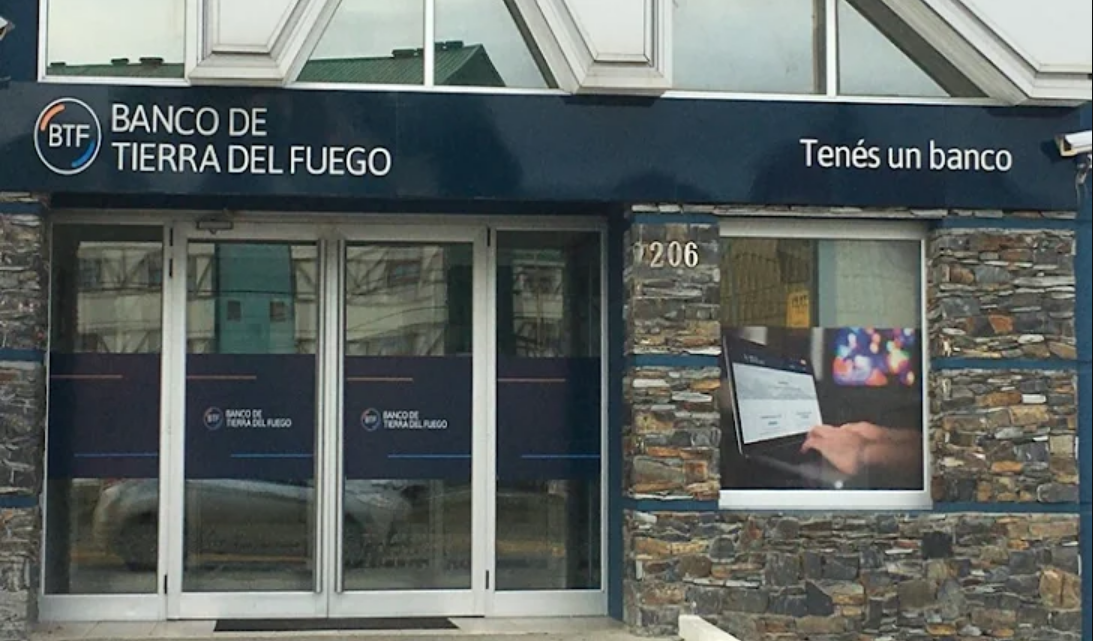 BTF
BANCO DE
TIERRA DEL FUEGO
Tenés un banco
206
BTF
BANCO DE
TIERRA DEL FUEGO
BTF
BANCO DE
TIERRA DEL FUEGO